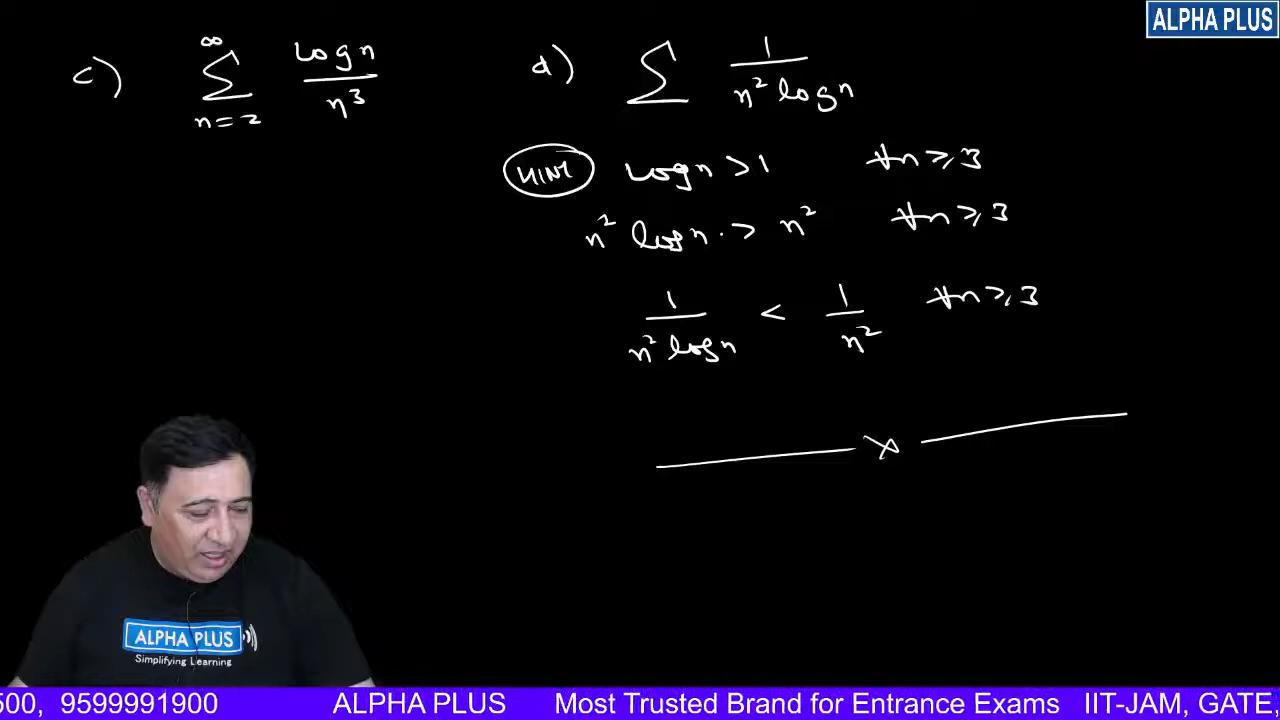 ALPHA PLUS
c) ∞ ∑ n=2 log n / n³
d) ∑ 1 / n² log n
HINT log n > 1 ∀n ≥ 3
n² log n . > n² ∀n ≥ 3
1 / n² log n < 1 / n² ∀n ≥ 3
ALPHA PLUS
Simplifying Learning
500, 9599991900 ALPHA PLUS Most Trusted Brand for Entrance Exams IIT-JAM, GATE,